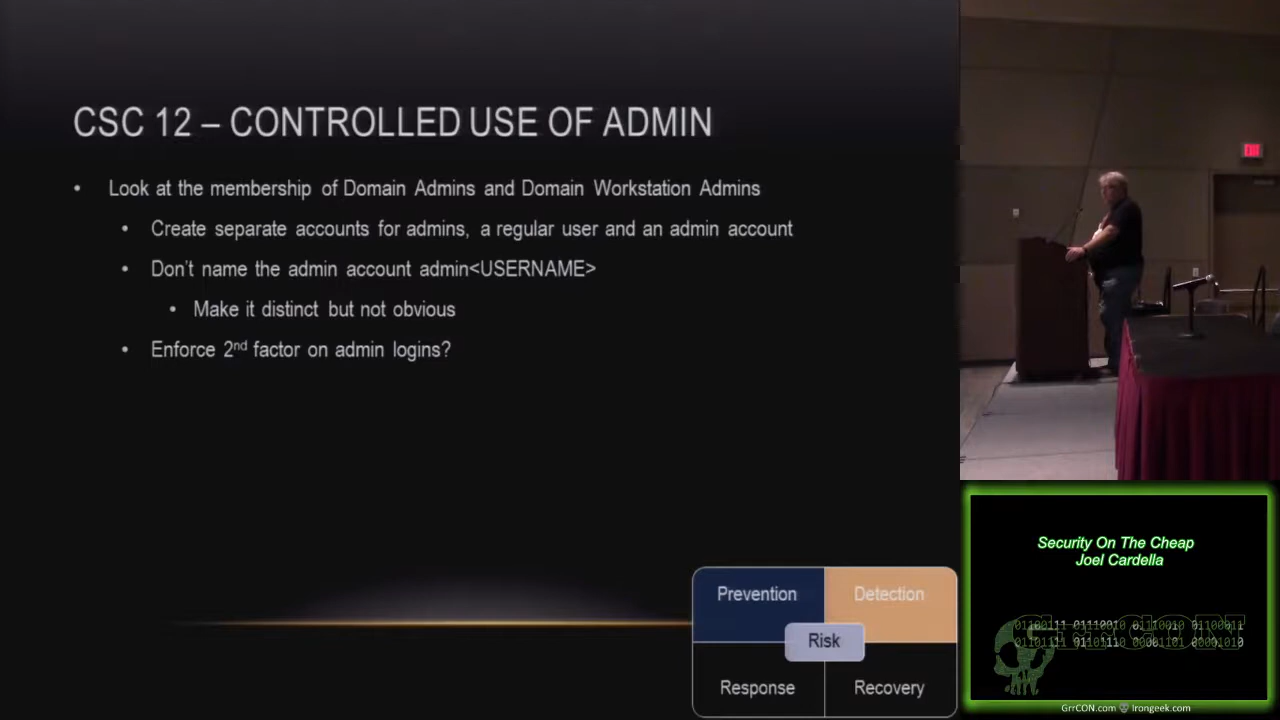 CSC 12 – CONTROLLED USE OF ADMIN
• Look at the membership of Domain Admins and Domain Workstation Admins
• Create separate accounts for admins, a regular user and an admin account
• Don't name the admin account admin<USERNAME>
• Make it distinct but not obvious
• Enforce 2nd factor on admin logins?
Prevention
Detection
Risk
Response
Recovery
EXIT
Security On The Cheap
Joel Cardella
GrrCON
GrrCON.com Irongeek.com